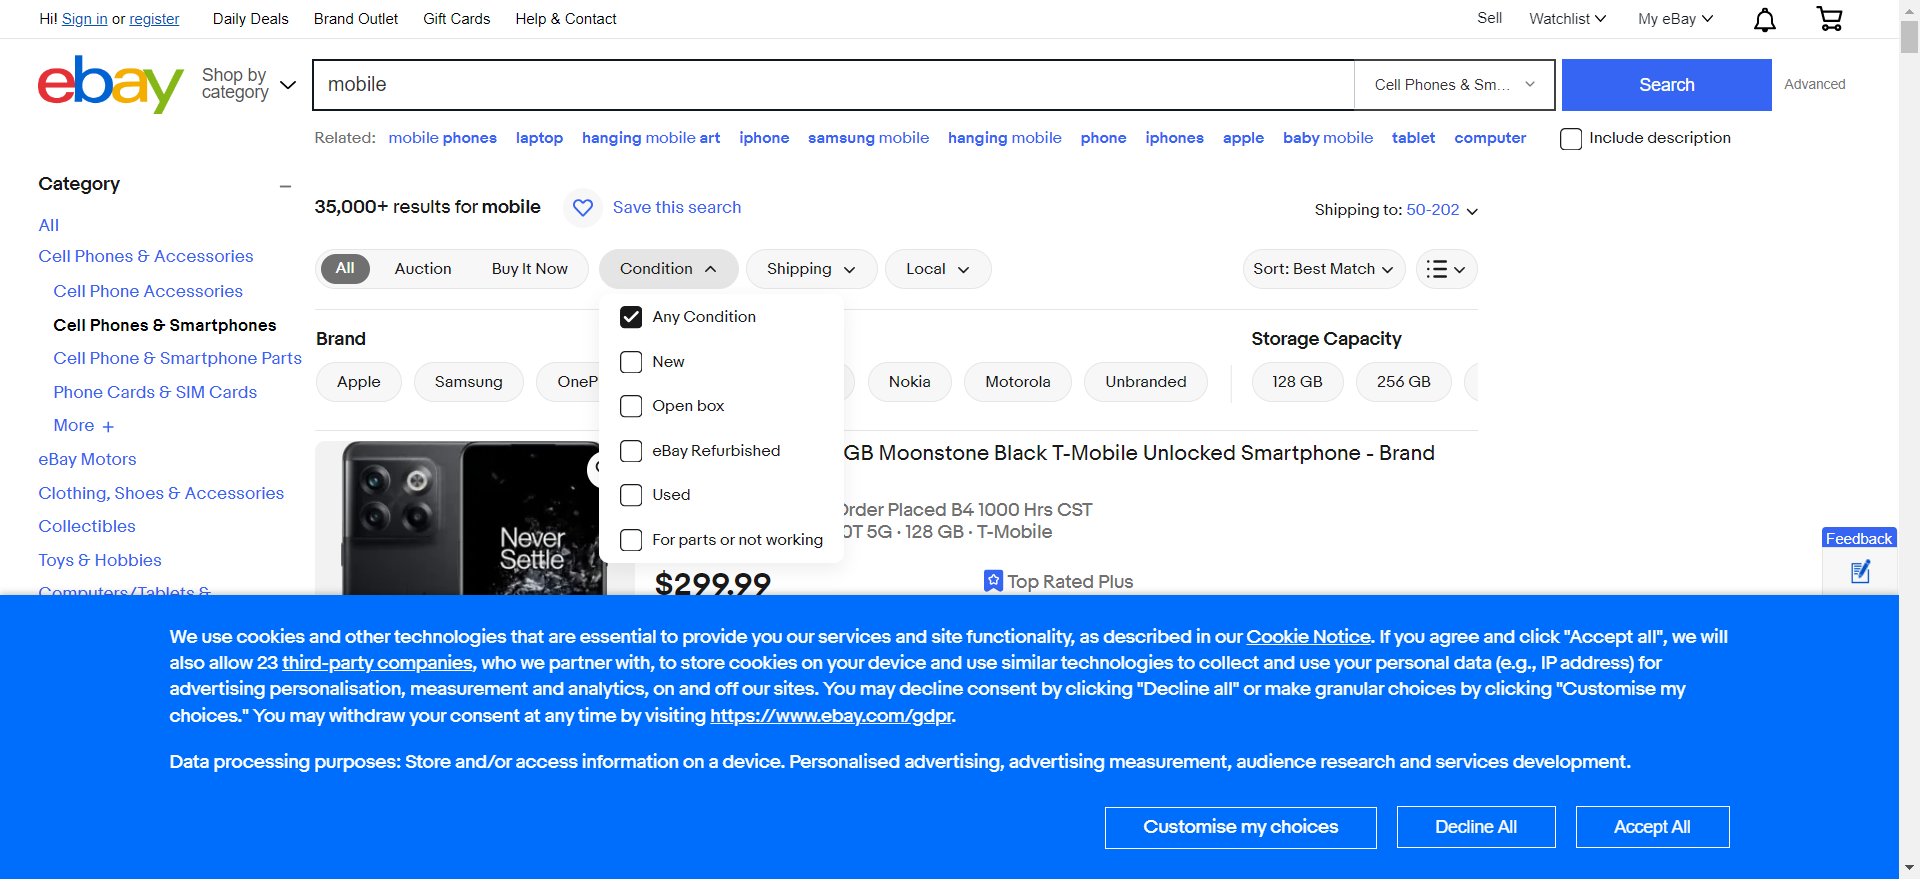 Hi! Sign in or register Daily Deals Brand Outlet Gift Cards Help & Contact Sell Watchlist My eBay
ebay
Shop by
category
mobile
Cell Phones & Sm...
Search
Advanced
Related: mobile phones laptop hanging mobile art iphone samsung mobile hanging mobile phone iphones apple baby mobile tablet computer
Include description
Category
All
Cell Phones & Accessories
Cell Phone Accessories
Cell Phones & Smartphones
Cell Phone & Smartphone Parts
Phone Cards & SIM Cards
More +
eBay Motors
Clothing, Shoes & Accessories
Collectibles
Toys & Hobbies
Computers/Tablets &
35,000+ results for mobile
Save this search
Shipping to: 50-202
All Auction Buy It Now Condition Shipping Local
Sort: Best Match
Any Condition
New
Open box
eBay Refurbished
Used
For parts or not working
Brand
Apple Samsung OneP Nokia Motorola Unbranded
Storage Capacity
128 GB 256 GB
Never
Settle
GB Moonstone Black T-Mobile Unlocked Smartphone - Brand
Order Placed B4 1000 Hrs CST
0T 5G · 128 GB · T-Mobile
$299.99
Top Rated Plus
Feedback
We use cookies and other technologies that are essential to provide you our services and site functionality, as described in our Cookie Notice. If you agree and click "Accept all", we will
also allow 23 third-party companies, who we partner with, to store cookies on your device and use similar technologies to collect and use your personal data (e.g., IP address) for
advertising personalisation, measurement and analytics, on and off our sites. You may decline consent by clicking "Decline all" or make granular choices by clicking "Customise my
choices." You may withdraw your consent at any time by visiting https://www.ebay.com/gdpr.
Data processing purposes: Store and/or access information on a device. Personalised advertising, advertising measurement, audience research and services development.
Customise my choices
Decline All
Accept All